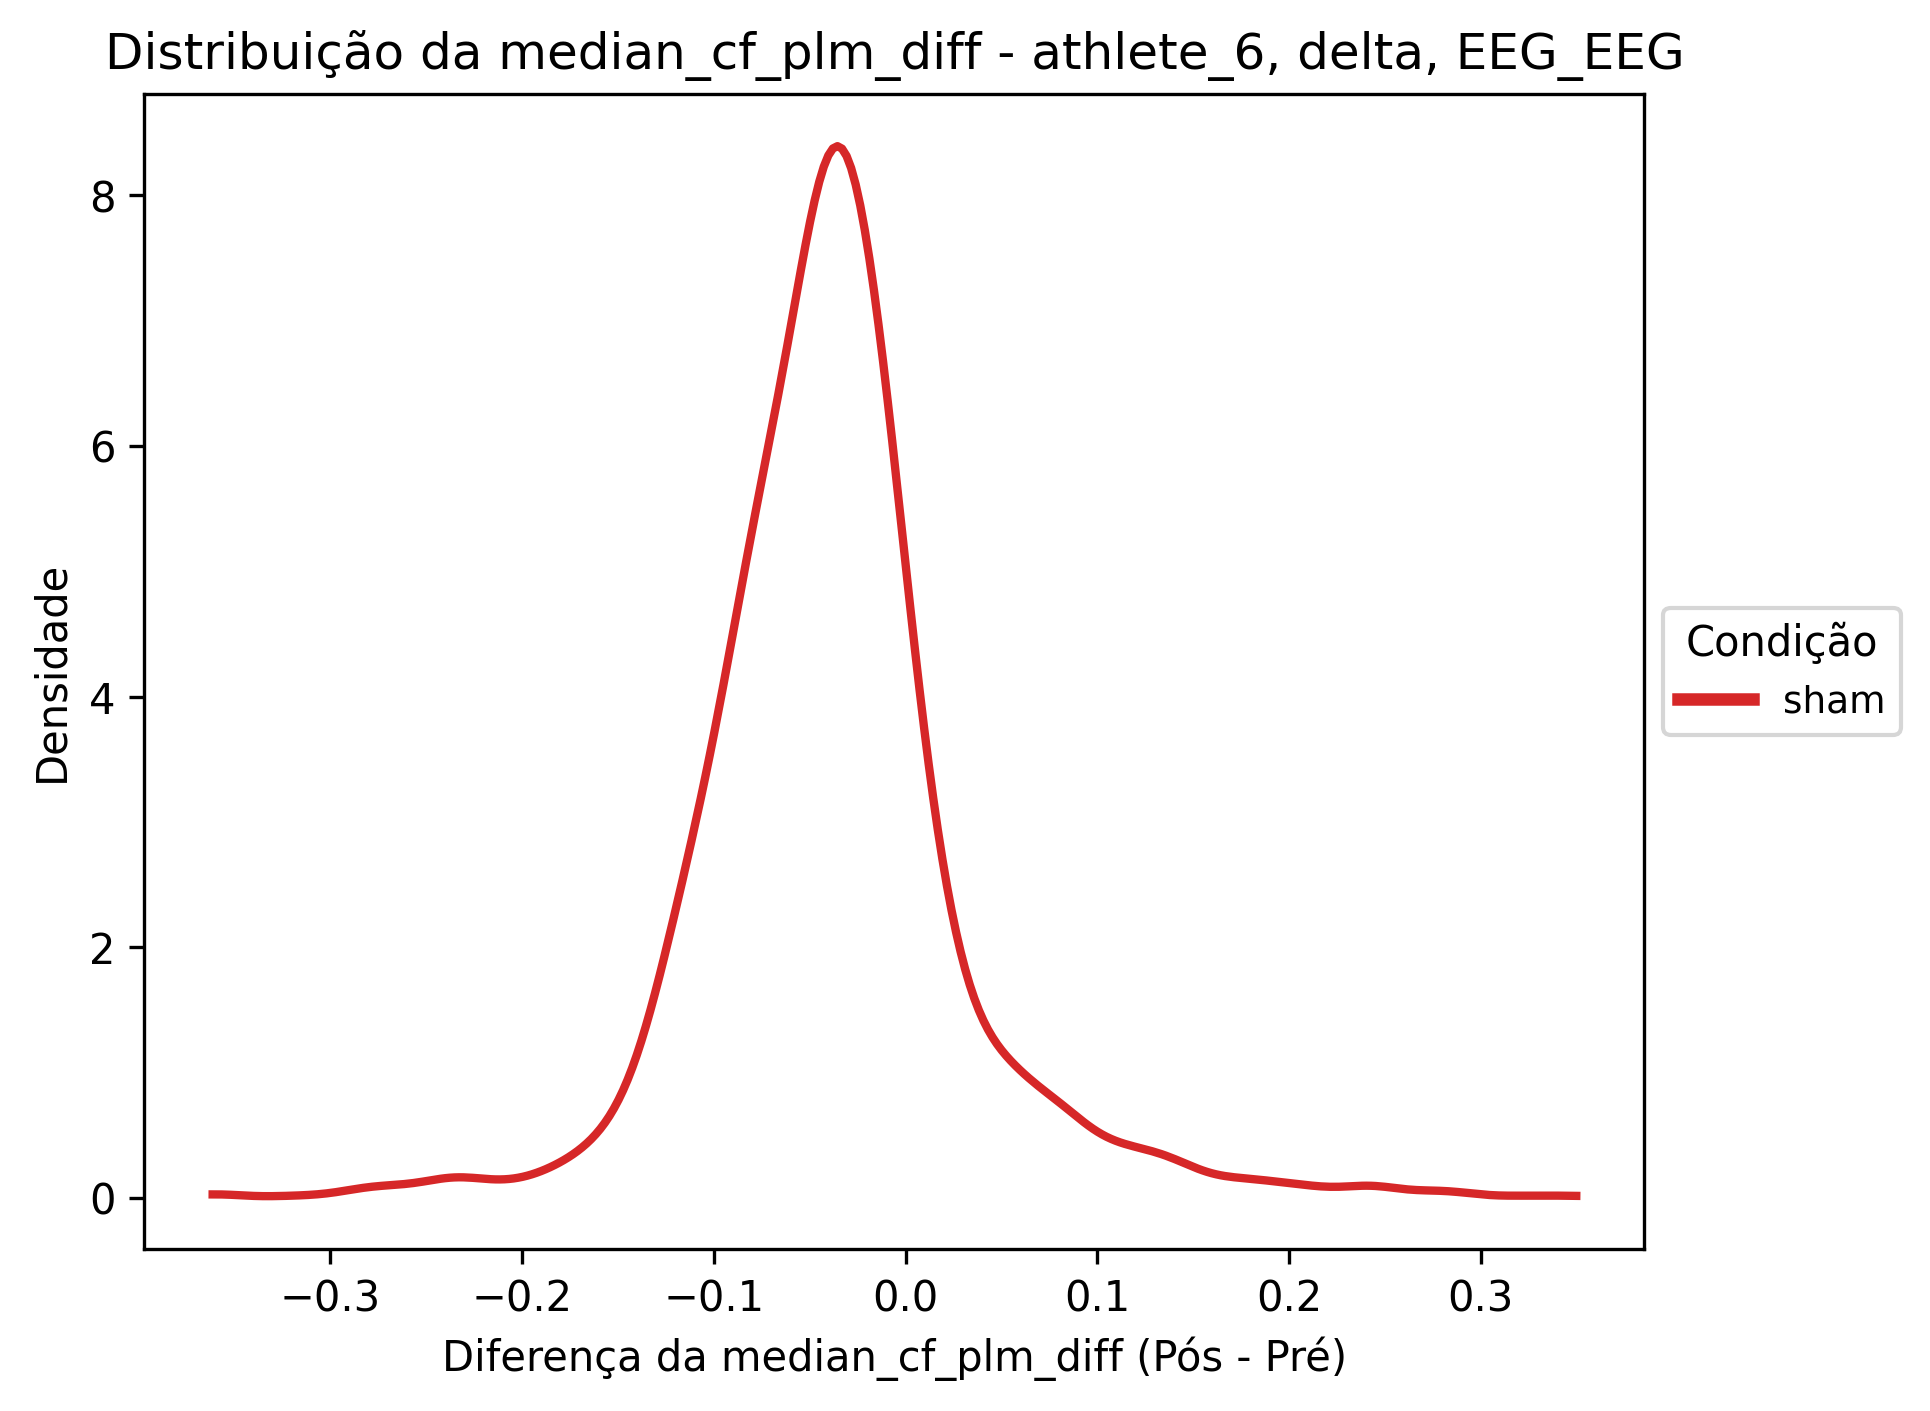 Distribuição da median_cf_plm_diff - athlete_6, delta, EEG_EEG
Densidade
8
6
4
2
0
−0.3 −0.2 −0.1 0.0 0.1 0.2 0.3
Diferença da median_cf_plm_diff (Pós - Pré)
Condição
sham